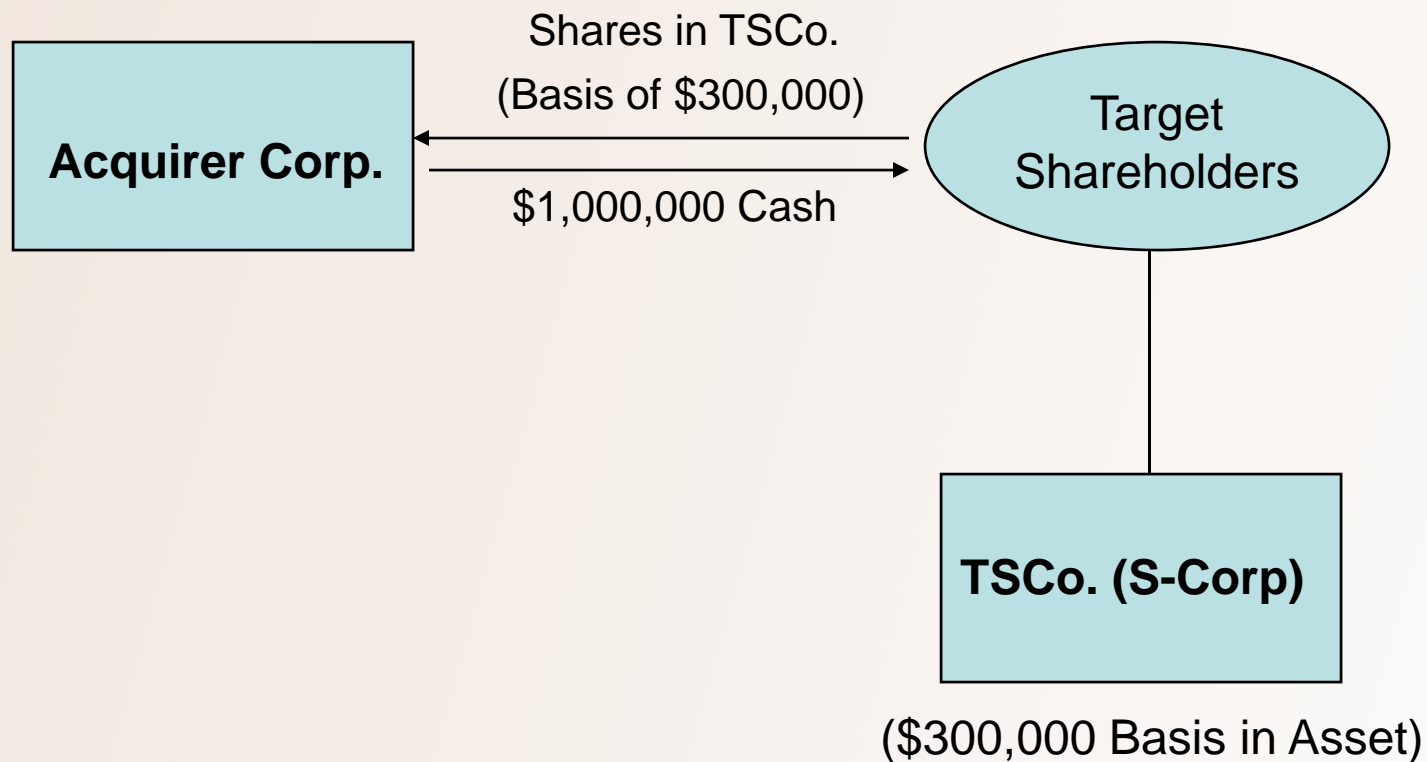 Shares in TSCo.
(Basis of $300,000)
Acquirer Corp.
$1,000,000 Cash
Target
Shareholders
TSCo. (S-Corp)
($300,000 Basis in Asset)